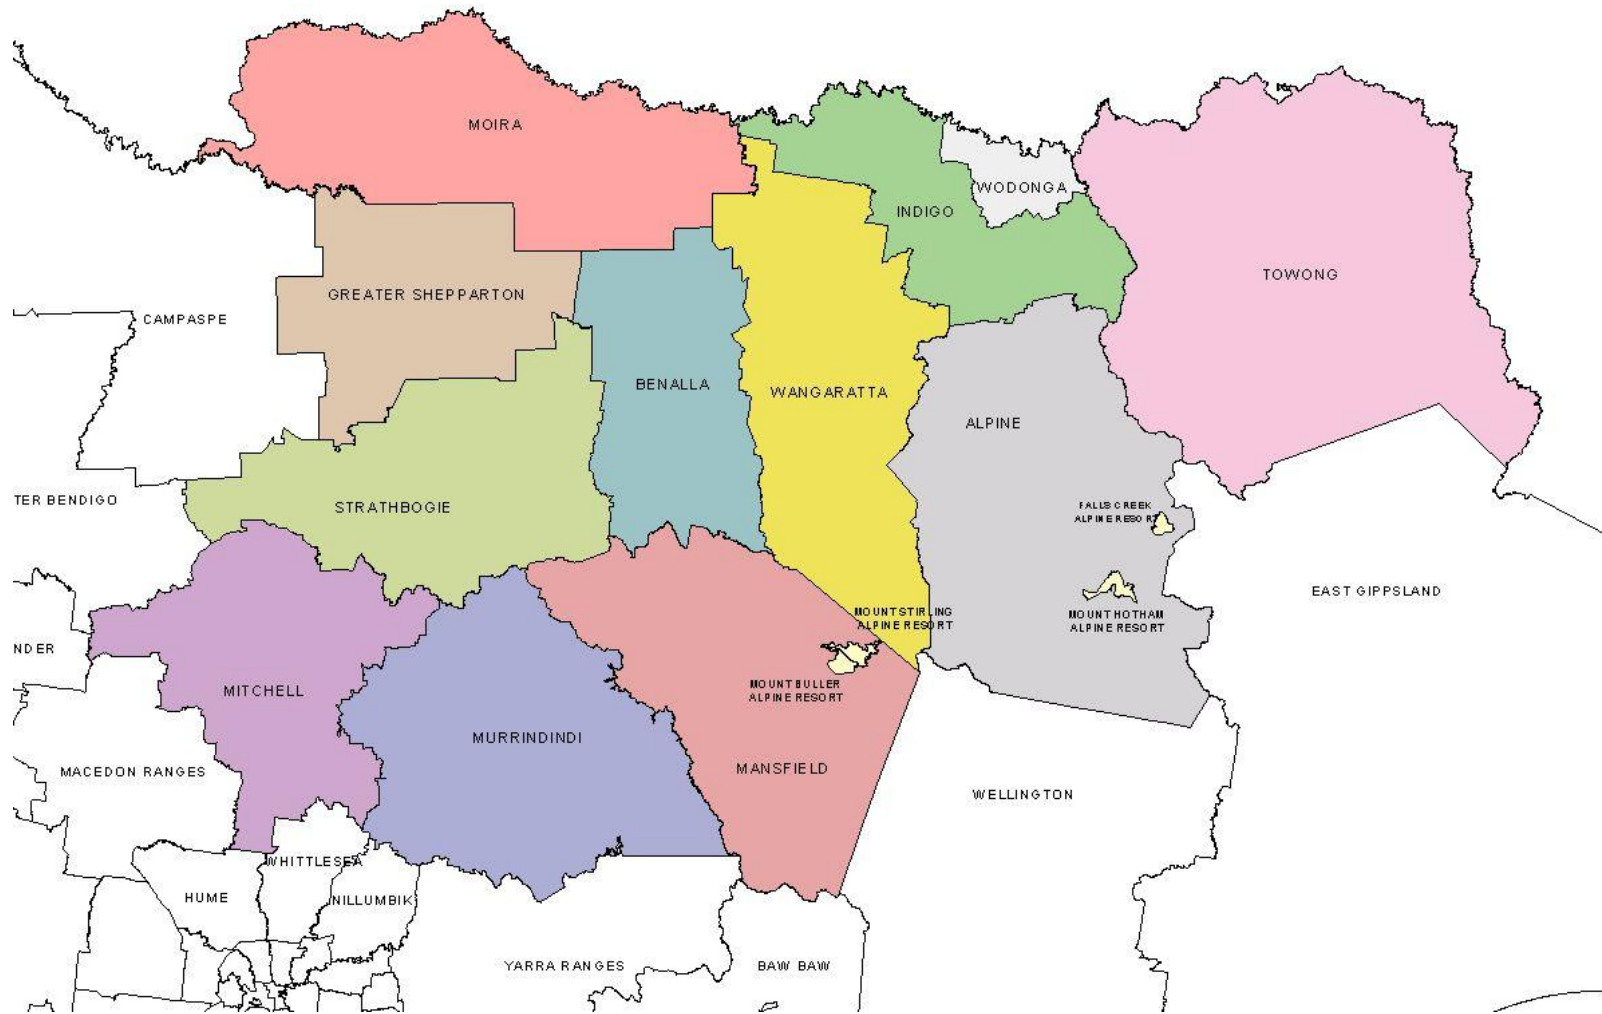 MOIRA
WODONGA
INDIGO
TOWONG
GREATER SHEPPARTON
CAMPASPE
BENALLA
WANGARATTA
ALPINE
TER BENDIGO
STRATHBOGIE
FALLS CREEK
ALPINE RESORT
EAST GIPPSLAND
MOUNT STIRLING
ALPINE RESORT
MOUNT HOTHAM
ALPINE RESORT
NDER
MITCHELL
MOUNT BULLER
ALPINE RESORT
MURRINDINDI
MACEDON RANGES
MANSFIELD
WELLINGTON
WHITTLESEA
HUME
NILLUMBIK
YARRA RANGES
BAW BAW